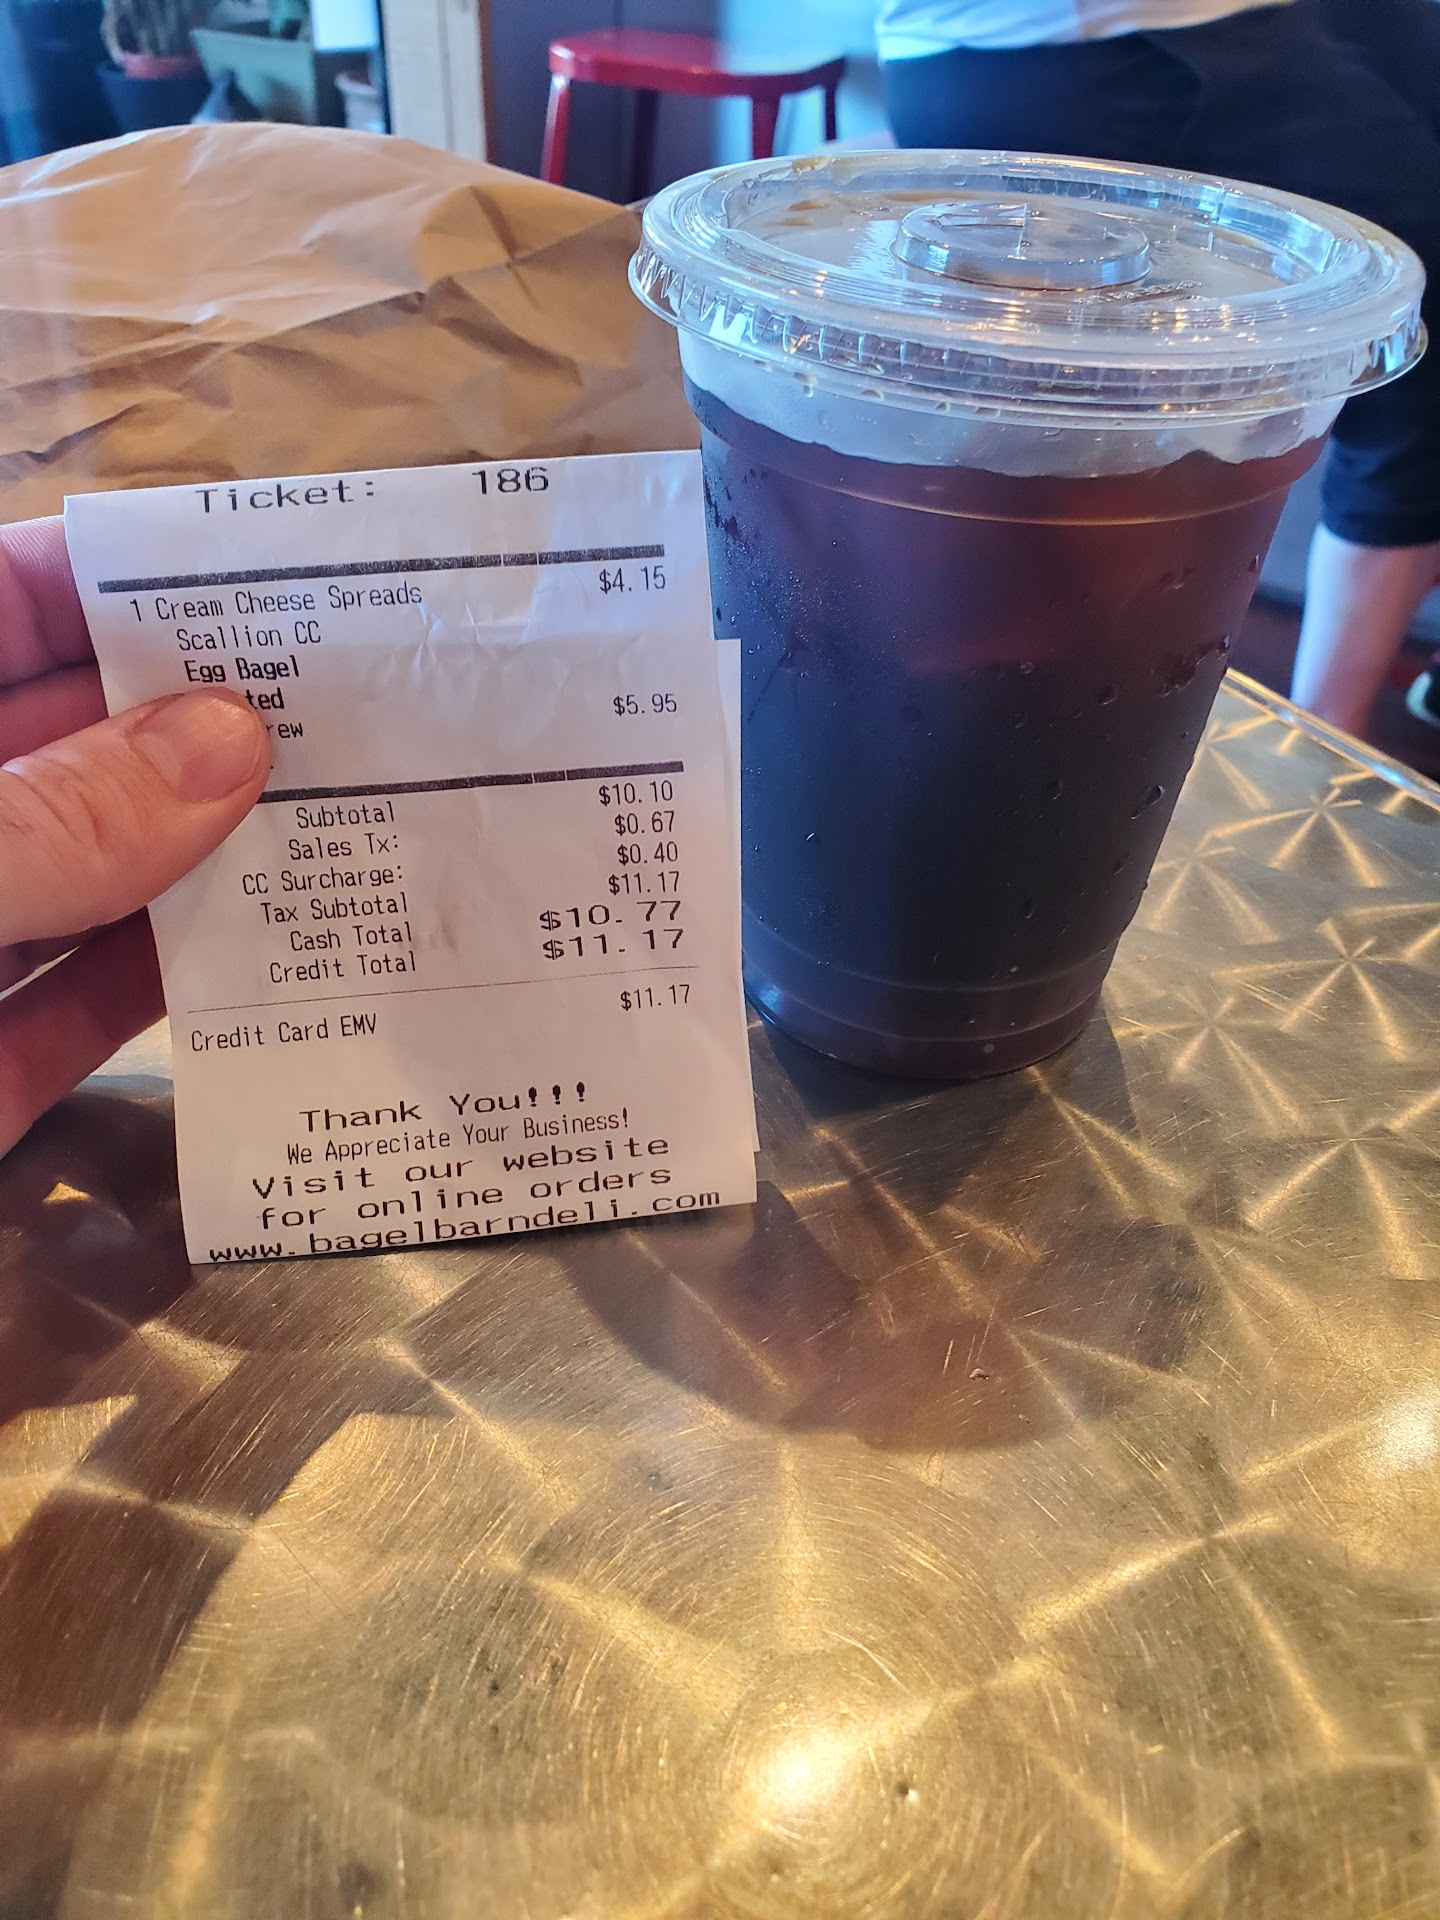 Ticket: 186
1 Cream Cheese Spreads $4.15
Scallion CC
Egg Bagel
ted
rew $5.95
Subtotal $10.10
Sales Tx: $0.67
CC Surcharge: $0.40
Tax Subtotal $11.17
Cash Total $10.77
Credit Total $11.17
Credit Card EMV $11.17
Thank You!!!
We Appreciate Your Business!
Visit our website
for online orders
www.bagelbarndeli.com